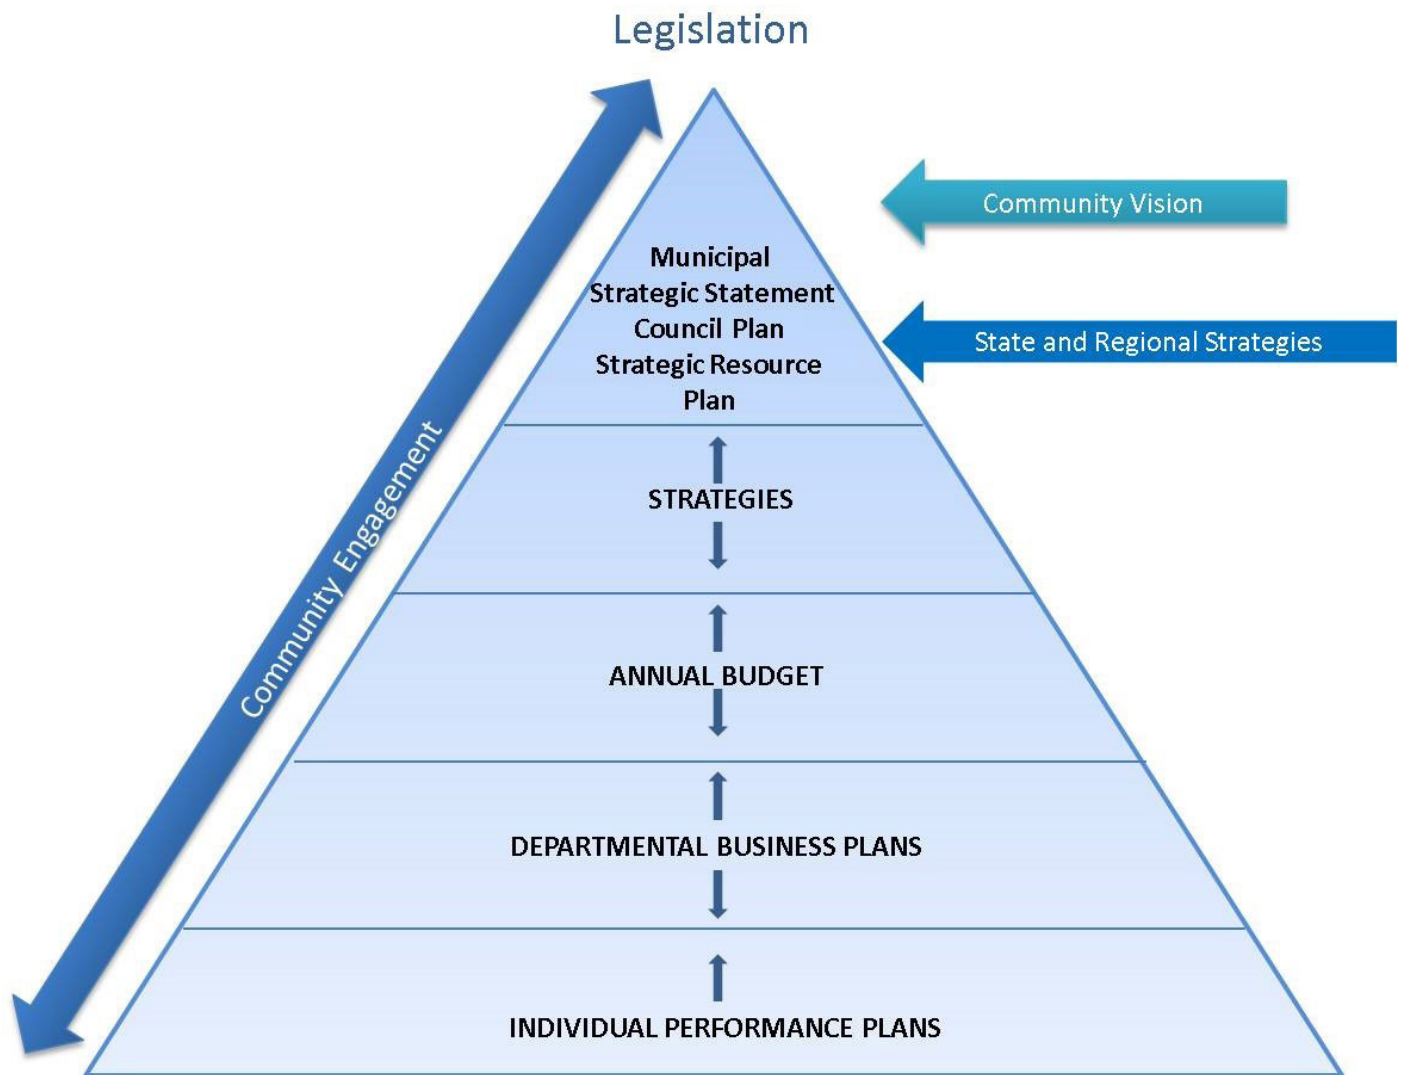 Legislation
Community Vision
Municipal
Strategic Statement
Council Plan
Strategic Resource
Plan
State and Regional Strategies
Community Engagement
STRATEGIES
ANNUAL BUDGET
DEPARTMENTAL BUSINESS PLANS
INDIVIDUAL PERFORMANCE PLANS